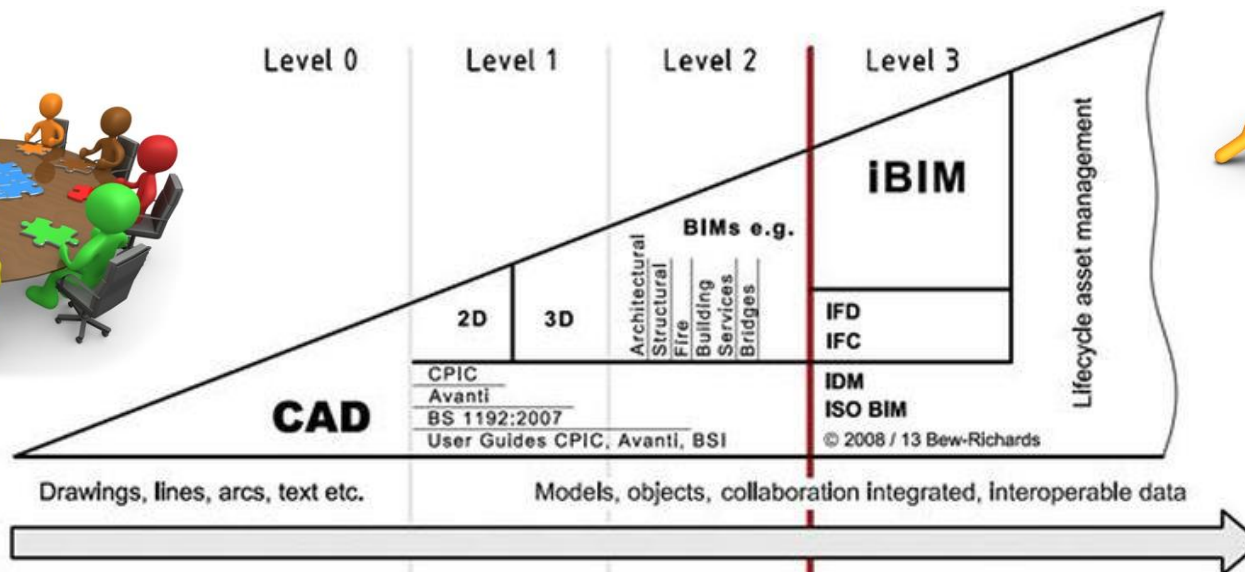 Level 0
Level 1
Level 2
Level 3
iBIM
BIMs e.g.
Architectural
Structural
Fire
Building
Services
Bridges
2D
3D
IFD
IFC
Lifecycle asset management
CAD
CPIC
Avanti
BS 1192:2007
User Guides CPIC, Avanti, BSI
IDM
ISO BIM
© 2008 / 13 Bew-Richards
Drawings, lines, arcs, text etc.
Models, objects, collaboration integrated, interoperable data